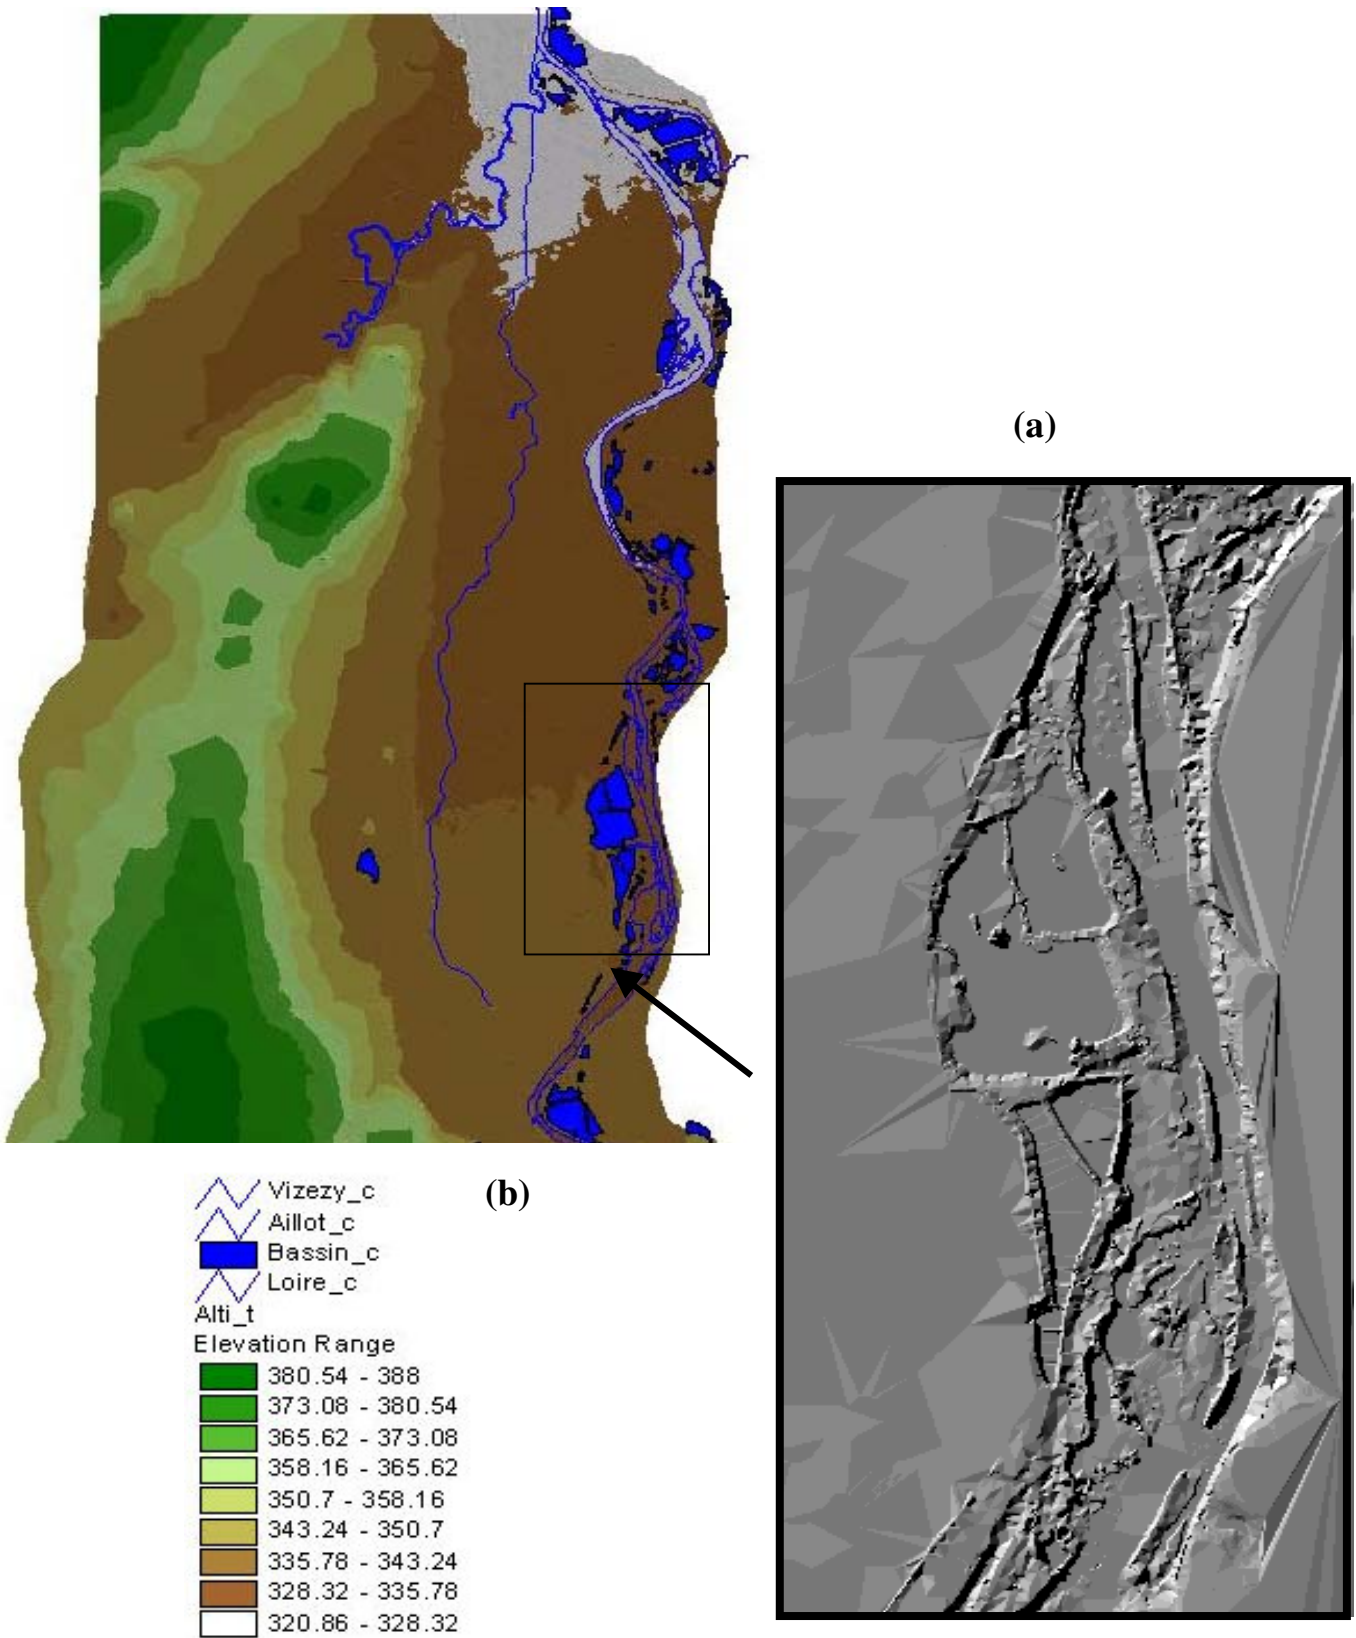 (a)
(b)
Vizezy_c
Aillot_c
Bassin_c
Loire_c
Alti_t
Elevation Range
380.54 - 388
373.08 - 380.54
365.62 - 373.08
358.16 - 365.62
350.7 - 358.16
343.24 - 350.7
335.78 - 343.24
328.32 - 335.78
320.86 - 328.32